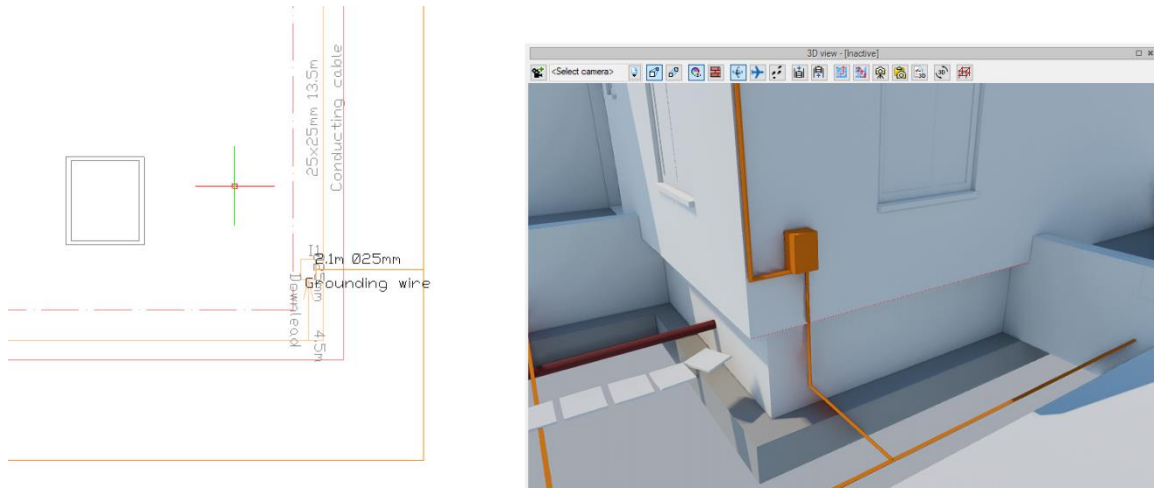 25x25mm 13.5m
Conducting cable
2.1m Ø25mm
Grounding wire
Downlead
4.5m
3D view - [Inactive]
<Select camera>